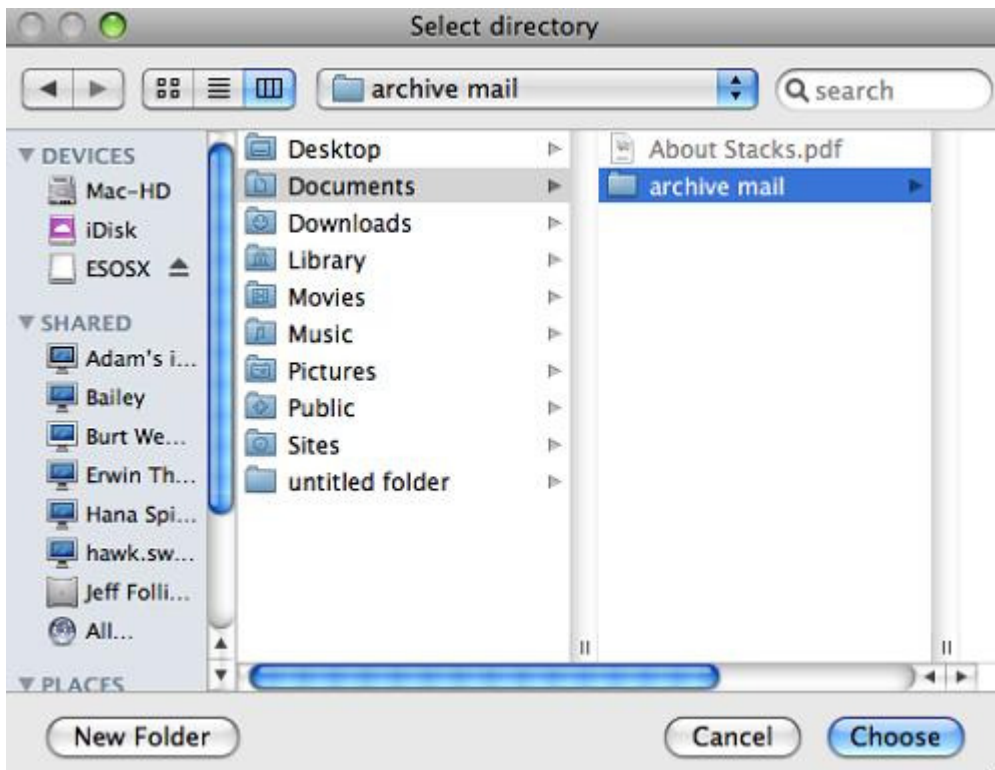 Select directory
archive mail
search
DEVICES
Mac-HD
iDisk
ESOSX
SHARED
Adam's i...
Bailey
Burt We...
Erwin Th...
Hana Spi...
hawk.sw...
Jeff Folli...
All...
PLACES
Desktop
Documents
Downloads
Library
Movies
Music
Pictures
Public
Sites
untitled folder
About Stacks.pdf
archive mail
New Folder
Cancel
Choose